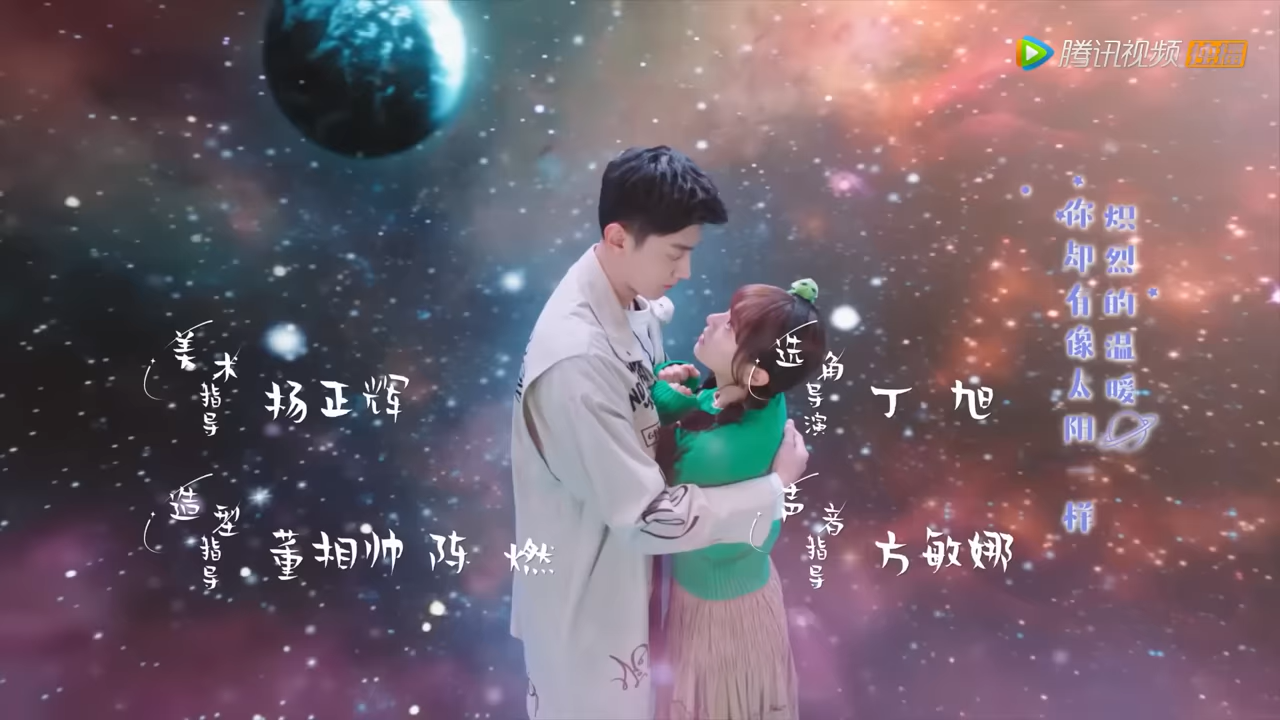 腾讯视频
你却有像太阳一样
炽烈的温暖
美术指导 杨正辉
选角导演 丁旭
造型指导 董相帅 陈燃
声音指导 方敏娜